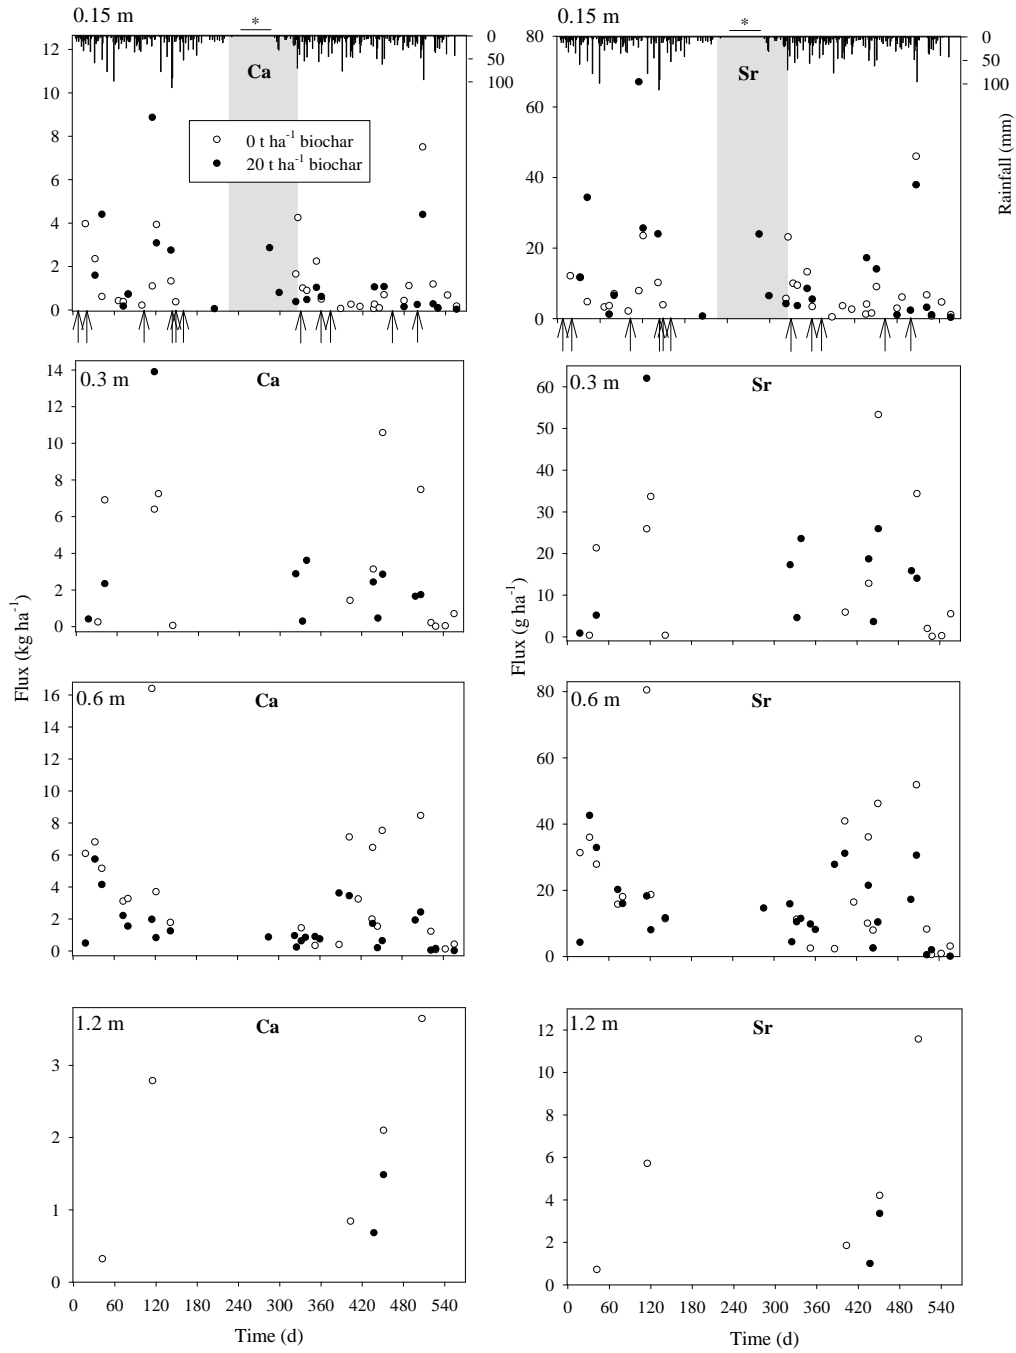 0.15 m
*
0.15 m
*
12
10
8
6
4
2
0
0
50
100
Ca
○ 0 t ha⁻¹ biochar
● 20 t ha⁻¹ biochar
80
60
40
20
0
0
50
100
Sr
Rainfall (mm)
0.3 m
Ca
14
12
10
8
6
4
2
0
0.3 m
Sr
60
50
40
30
20
10
0
Flux (kg ha⁻¹)
Flux (g ha⁻¹)
0.6 m
Ca
16
14
12
10
8
6
4
2
0
0.6 m
Sr
80
60
40
20
0
1.2 m
Ca
3
2
1
0
0 120 240 300 360 420 480 540
Time (d)
1.2 m
Sr
12
10
8
6
4
2
0
0 60 120 180 240 300 360 420 480 540
Time (d)